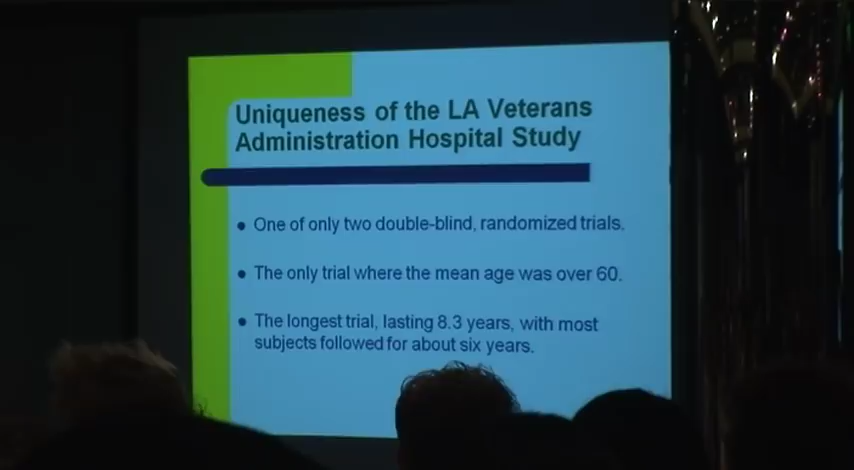 Uniqueness of the LA Veterans
Administration Hospital Study
• One of only two double-blind, randomized trials.
• The only trial where the mean age was over 60.
• The longest trial, lasting 8.3 years, with most
subjects followed for about six years.